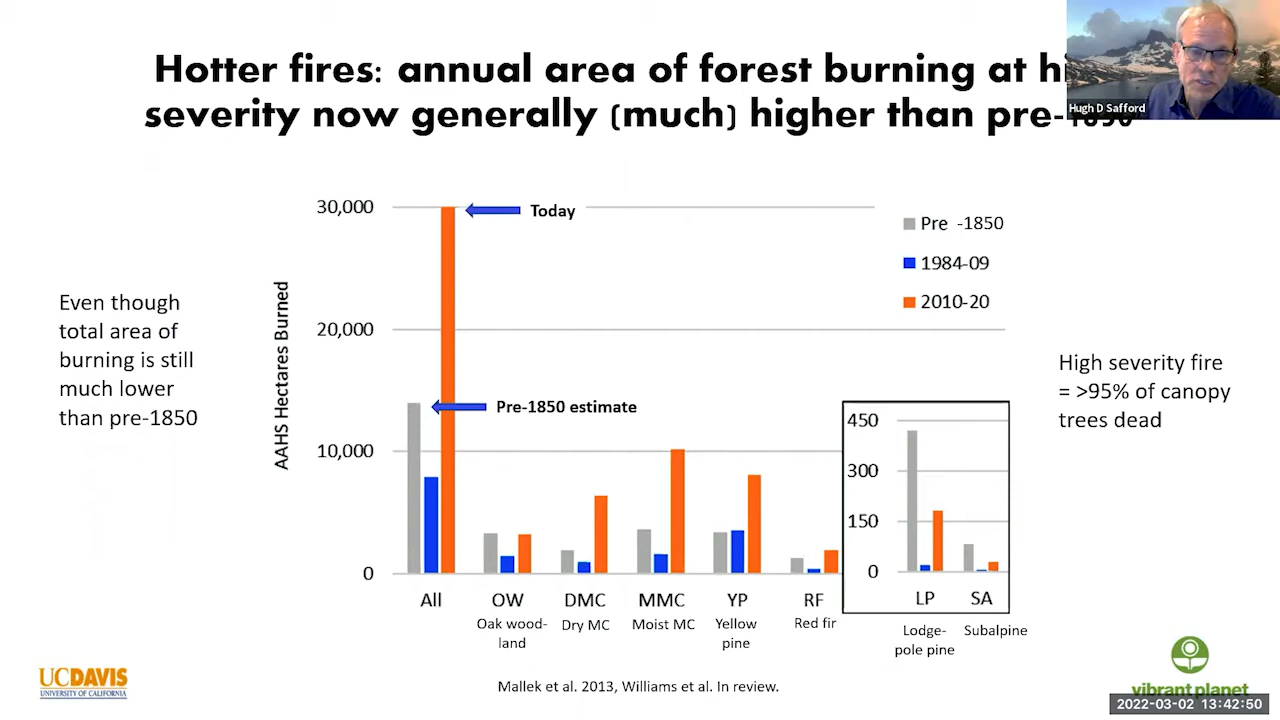 Hotter fires: annual area of forest burning at hi
severity now generally (much) higher than pre-1850
Hugh D Safford
30,000
20,000
10,000
0
AAHS Hectares Burned
Today
Pre-1850 estimate
Pre -1850
1984-09
2010-20
Even though
total area of
burning is still
much lower
than pre-1850
High severity fire
= >95% of canopy
trees dead
450
300
150
0
All
OW
DMC
MMC
YP
RF
LP
SA
Oak wood-
land
Dry MC
Moist MC
Yellow
pine
Red fir
Lodge-
pole pine
Subalpine
UCDAVIS
UNIVERSITY OF CALIFORNIA
Mallek et al. 2013, Williams et al. In review.
vibrant planet
2022-03-02 13:42:50